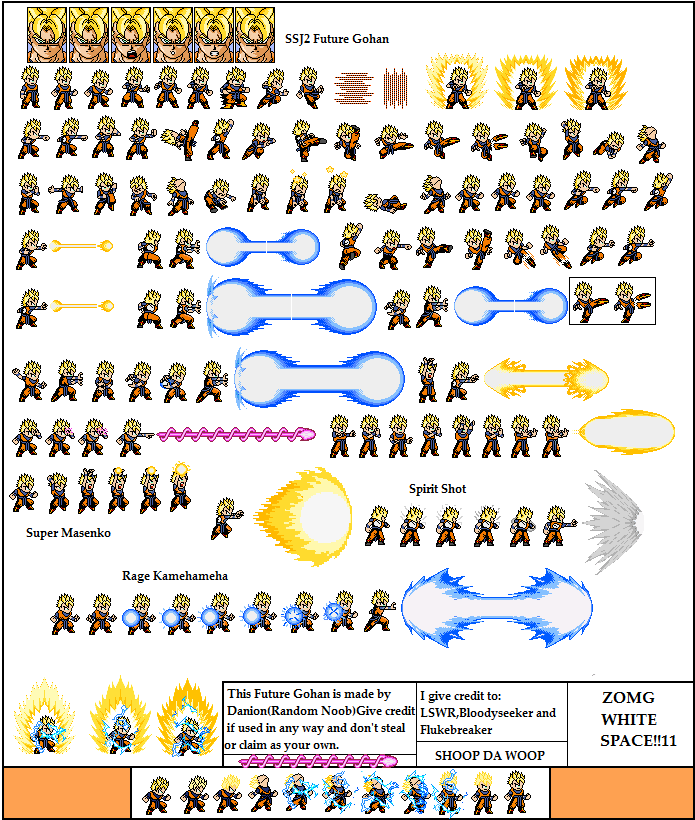 SSJ2 Future Gohan
Spirit Shot
Super Masenko
Rage Kamehameha
This Future Gohan is made by
Danion(Random Noob)Give credit
if used in any way and don't steal
or claim as your own.
I give credit to:
LSWR,Bloodyseeker and
Flukebreaker
SHOOP DA WOOP
ZOMG
WHITE
SPACE!!11